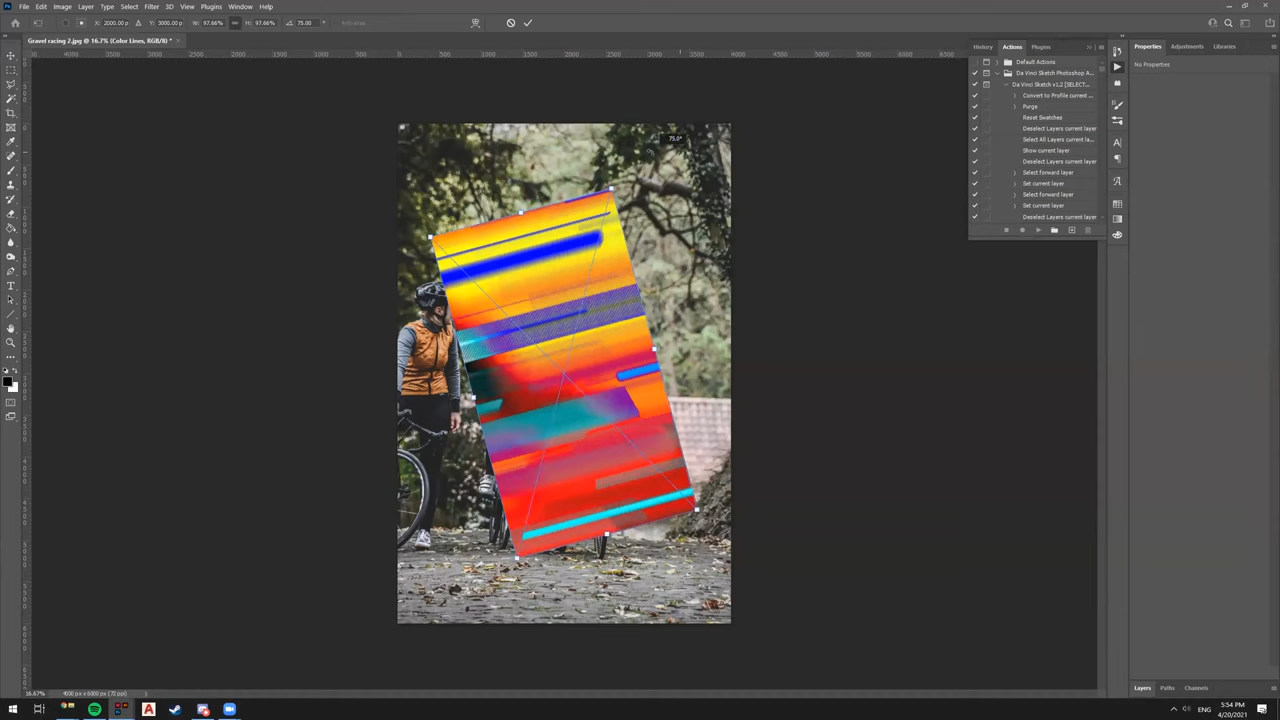 File Edit Image Layer Type Select Filter 3D View Plugins Window Help
X: 2000.00 p Y: 3000.00 p W: 97.66% H: 97.66% 75.00 Anti-alias
Gravel racing 2.jpg @ 16.7% (Color Lines, RGB/8) *
75.0°
History Actions Plugins
Default Actions
Da Vinci Sketch Photoshop A...
Da Vinci Sketch v1.2 [SELECT...
Convert to Profile current ...
Purge
Reset Swatches
Deselect Layers current layer
Select All Layers current la...
Show current layer
Deselect Layers current layer
Select forward layer
Set current layer
Select forward layer
Set current layer
Deselect Layers current layer
Properties Adjustments Libraries
No Properties
Layers Paths Channels
16.67% 4000 px x 6000 px (72 ppi)
ENG
5:54 PM
4/20/2021